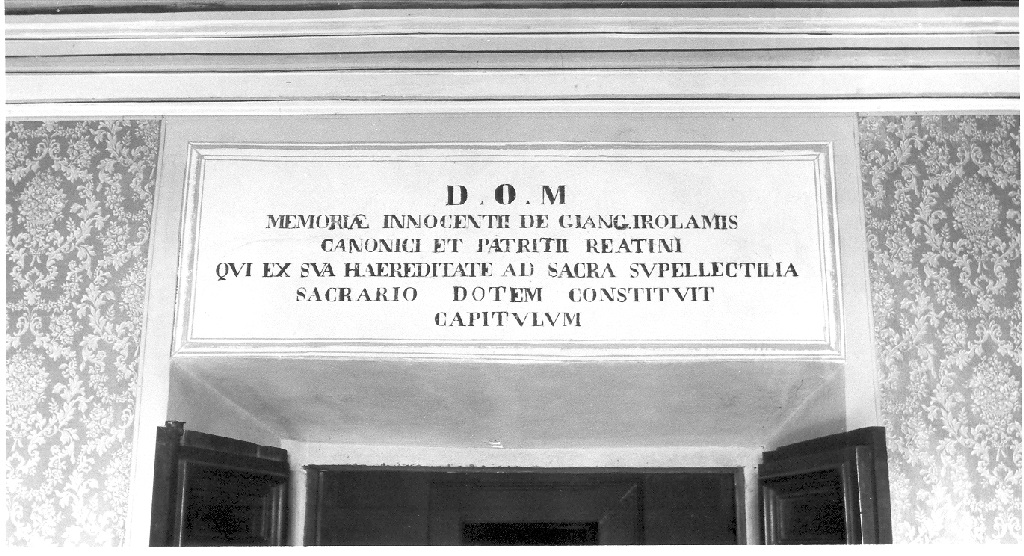 D.O.M
MEMORIÆ INNOCENTII DE GIANG.IROLAMIS
CANONICI ET PATRITII REATINI
QVI EX SVA HAEREDITATE AD SACRA SVPELLECTILIA
SACRARIO DOTEM CONSTITVIT
CAPITVLVM